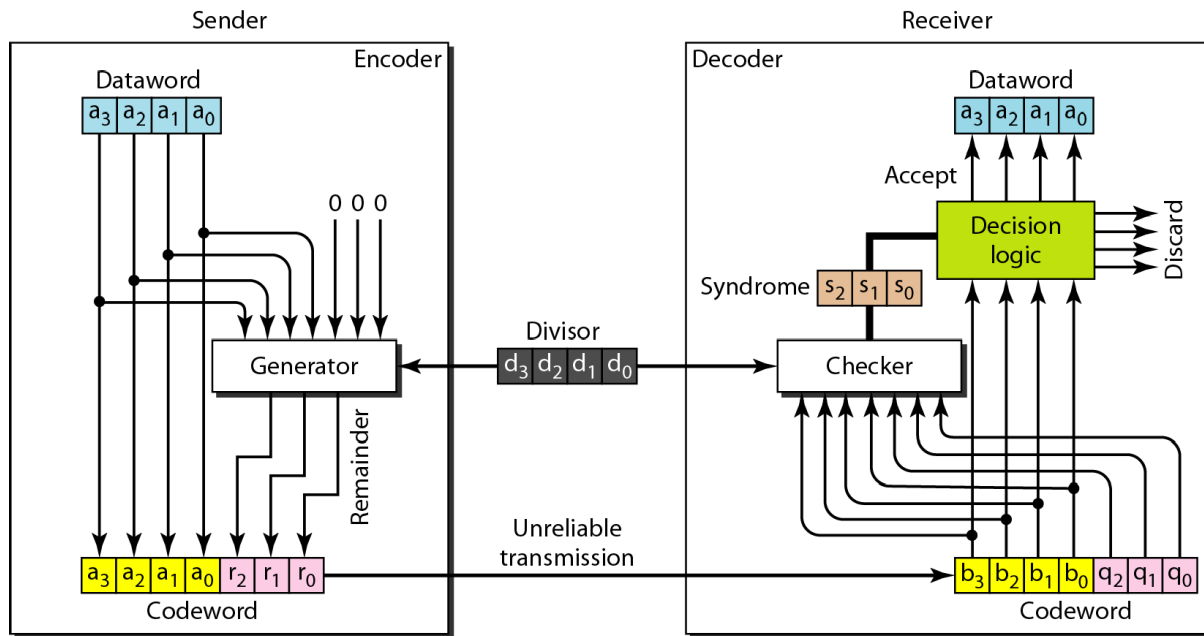 Sender
Receiver
Encoder
Decoder
Dataword
a₃ a₂ a₁ a₀
0 0 0
Generator
Remainder
a₃ a₂ a₁ a₀ r₂ r₁ r₀
Codeword
Divisor
d₃ d₂ d₁ d₀
Unreliable
transmission
Dataword
a₃ a₂ a₁ a₀
Accept
Decision
logic
Discard
Syndrome
s₂ s₁ s₀
Checker
b₃ b₂ b₁ b₀ q₂ q₁ q₀
Codeword